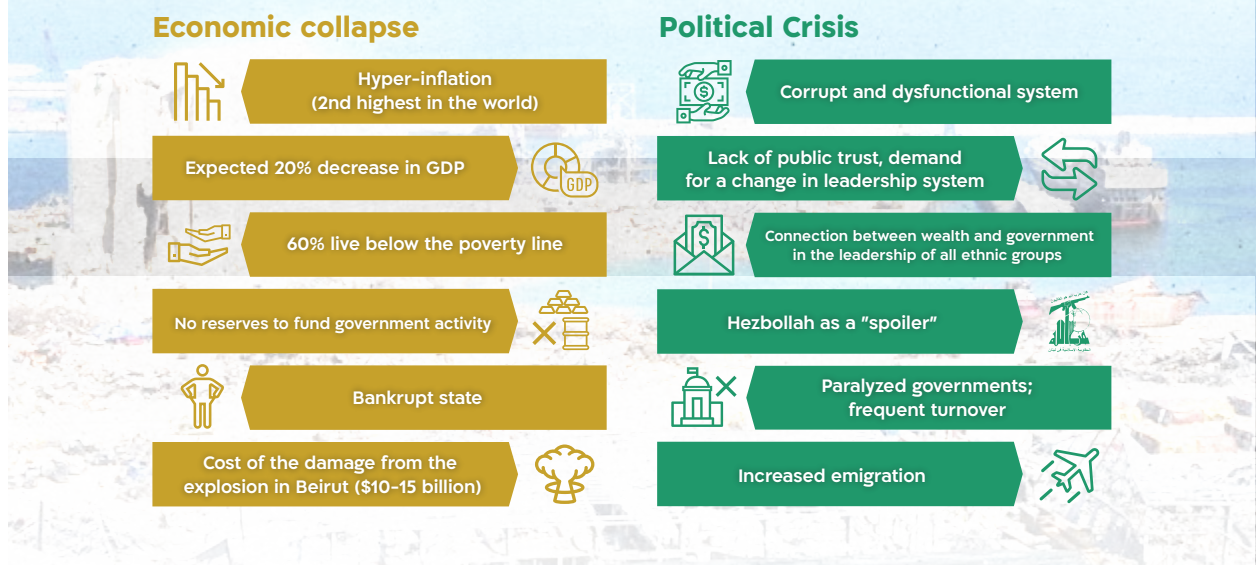 Economic collapse
Hyper-inflation
(2nd highest in the world)
Expected 20% decrease in GDP
GDP
60% live below the poverty line
No reserves to fund government activity
Bankrupt state
Cost of the damage from the
explosion in Beirut ($10-15 billion)
Political Crisis
$
Corrupt and dysfunctional system
Lack of public trust, demand
for a change in leadership system
$
Connection between wealth and government
in the leadership of all ethnic groups
Hezbollah as a "spoiler"
Paralyzed governments;
frequent turnover
Increased emigration